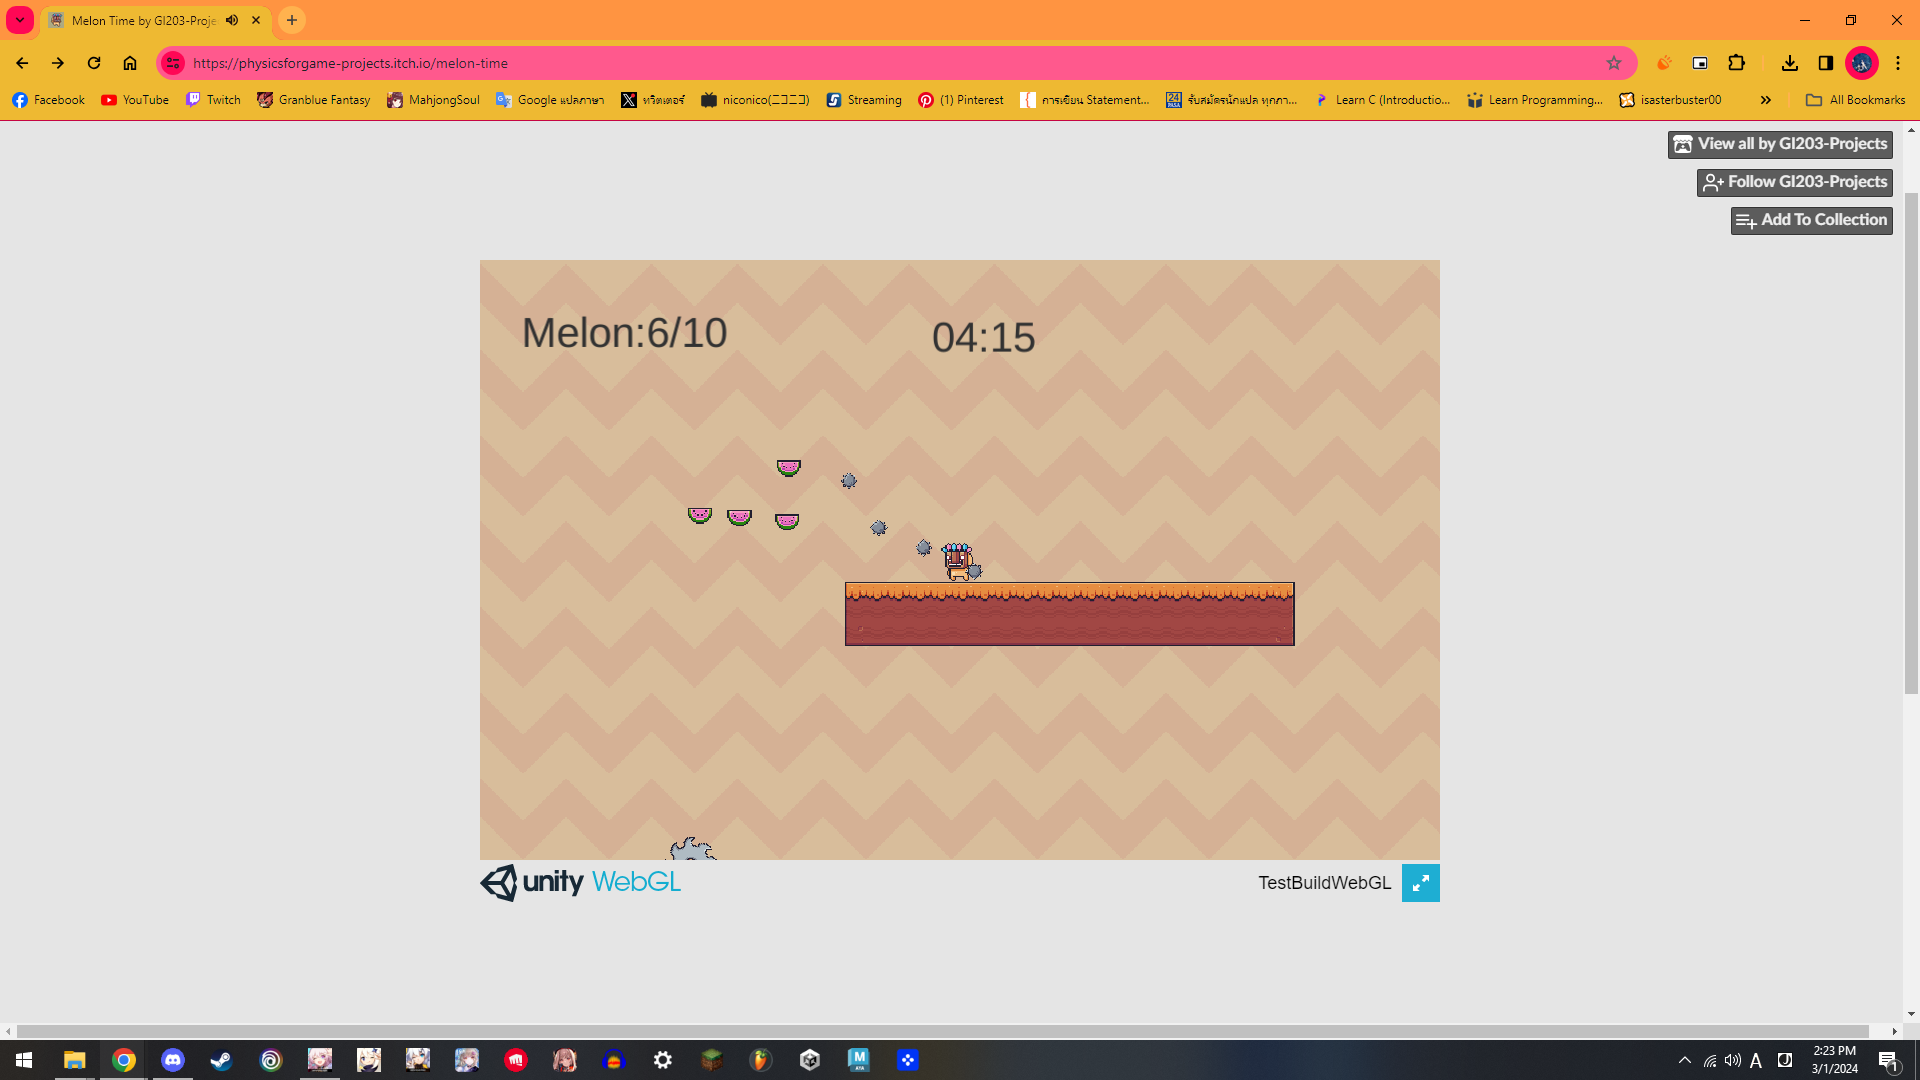 Melon Time by GI203-Proje
https://physicsforgame-projects.itch.io/melon-time
Facebook YouTube Twitch Granblue Fantasy MahjongSoul Google แปลภาษา ทวิตเตอร์ niconico(ニコニコ) Streaming (1) Pinterest การเขียน Statement... รับสมัครนักแปล ทุกภา... Learn C (Introductio... Learn Programming,... isasterbuster00 All Bookmarks
View all by GI203-Projects
Follow GI203-Projects
Add To Collection
Melon:6/10 04:15
unity WebGL TestBuildWebGL
2:23 PM
3/1/2024